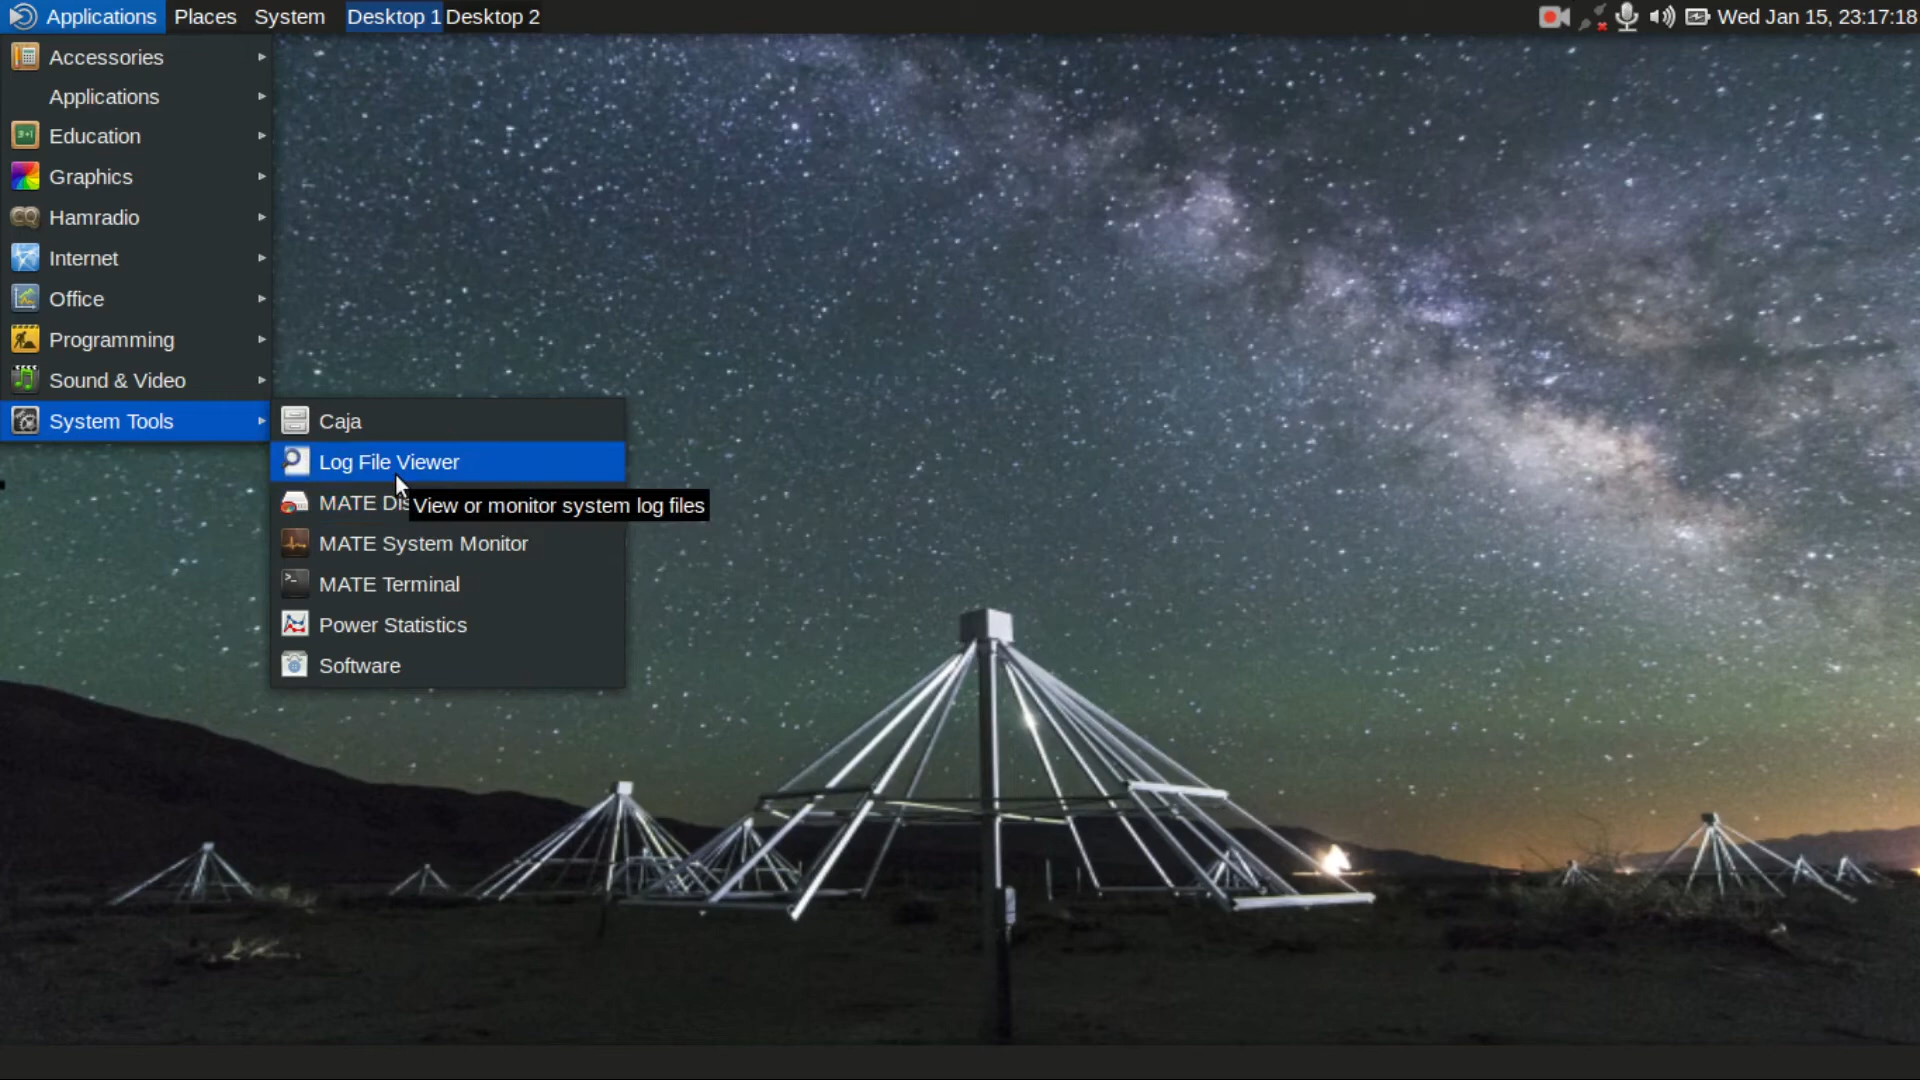 Applications Places System Desktop 1 Desktop 2 Wed Jan 15, 23:17:18
Accessories
Applications
Education
Graphics
Hamradio
Internet
Office
Programming
Sound & Video
System Tools
Caja
Log File Viewer
MATE Dis
View or monitor system log files
MATE System Monitor
MATE Terminal
Power Statistics
Software